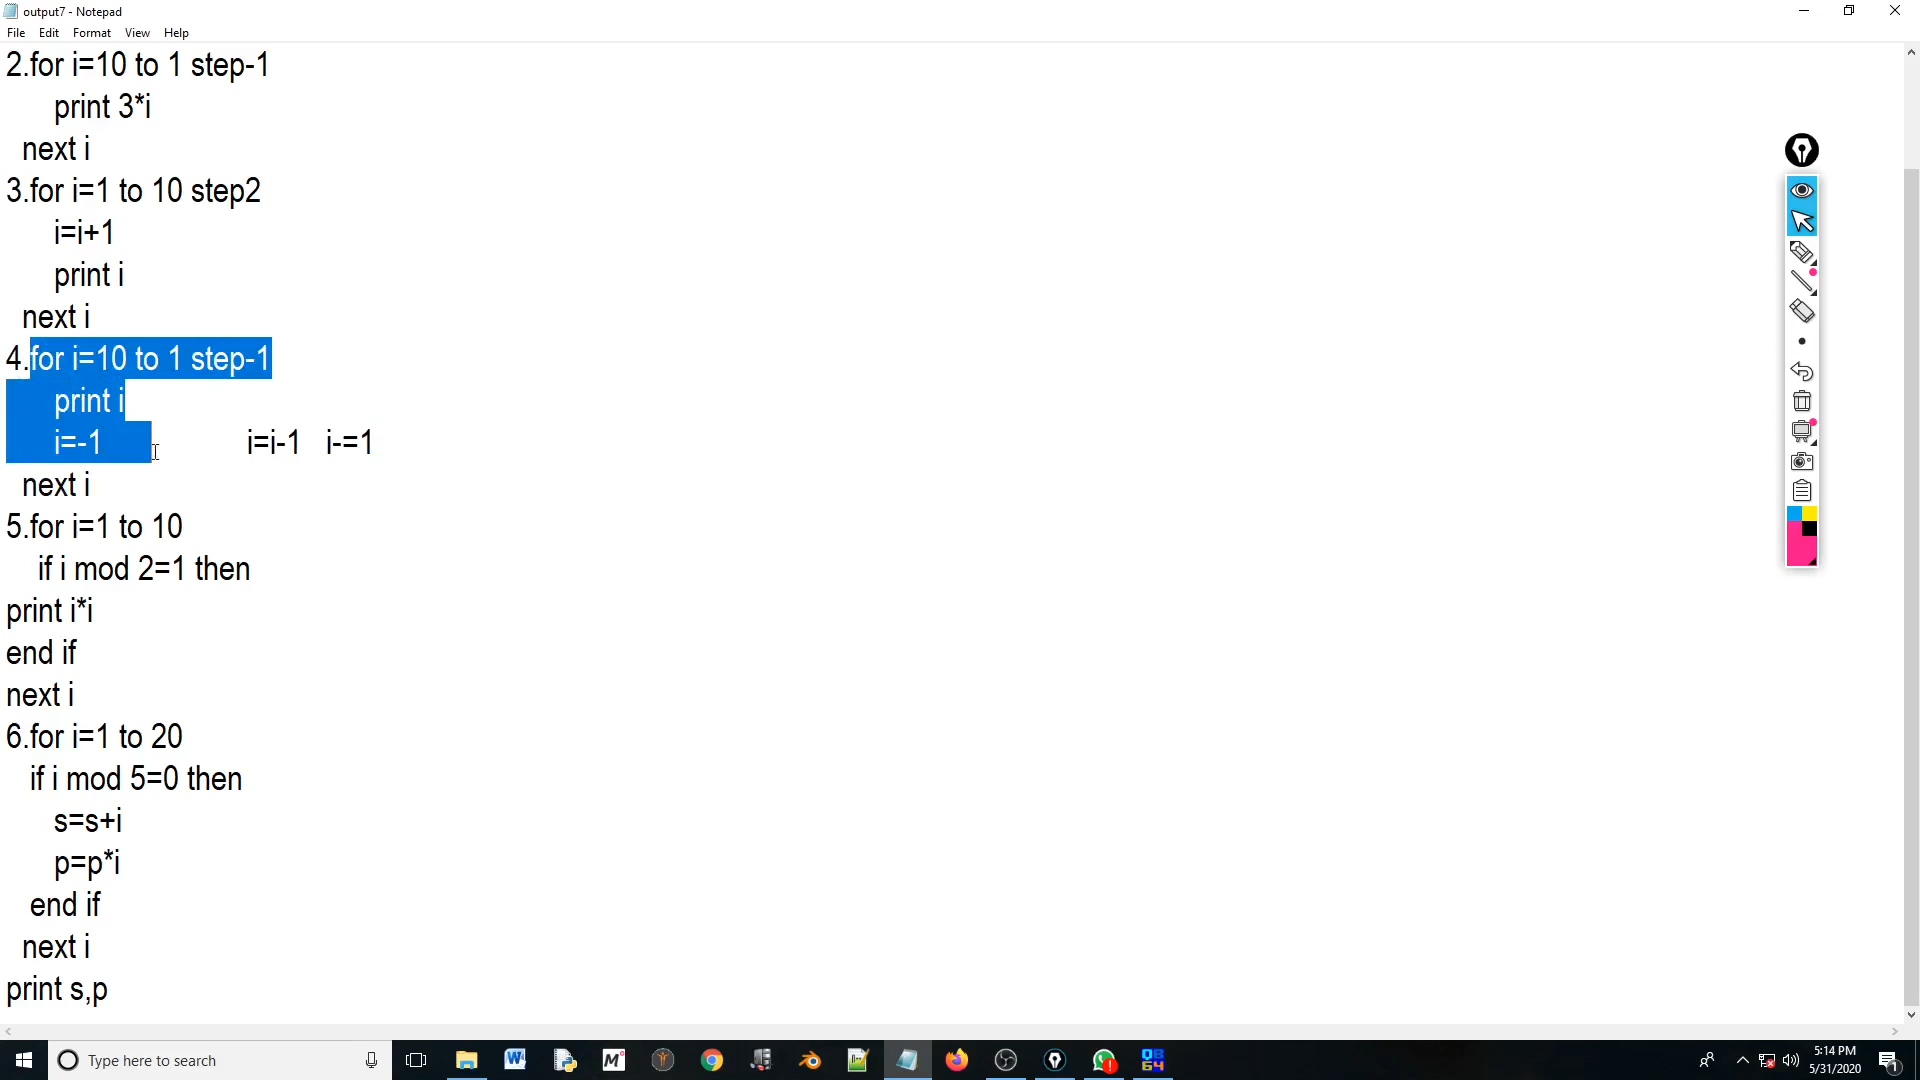 output7 - Notepad
File Edit Format View Help
2.for i=10 to 1 step-1
print 3*i
next i
3.for i=1 to 10 step2
i=i+1
print i
next i
4.for i=10 to 1 step-1
print i
i=-1 i=i-1 i-=1
next i
5.for i=1 to 10
if i mod 2=1 then
print i*i
end if
next i
6.for i=1 to 20
if i mod 5=0 then
s=s+i
p=p*i
end if
next i
print s,p
Type here to search
5:14 PM
5/31/2020
1